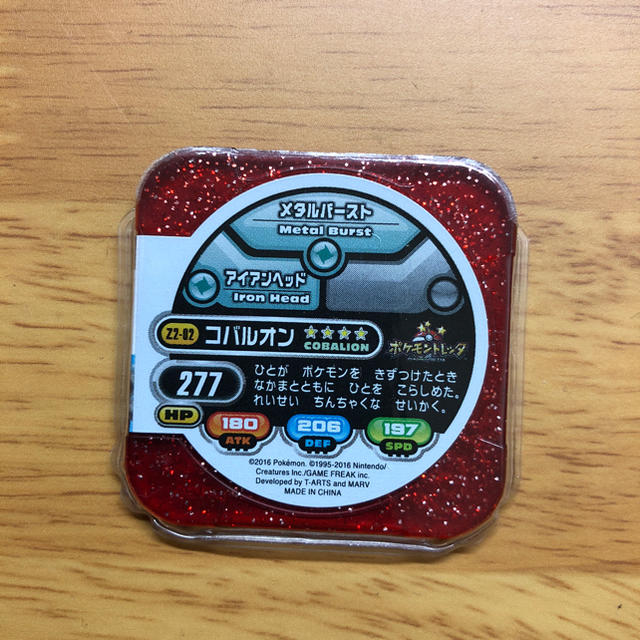 メタルバースト
Metal Burst
アイアンヘッド
Iron Head
Z2-02 コバルオン ★★★★
COBALION
ポケモントレッタ
277
HP
ひとが ポケモンを きずつけたとき
なかまとともに ひとを こらしめた。
れいせい ちんちゃくな せいかく。
180 ATK
206 DEF
197 SPD
©2016 Pokémon. ©1995-2016 Nintendo/
Creatures Inc./GAME FREAK inc.
Developed by T-ARTS and MARV
MADE IN CHINA